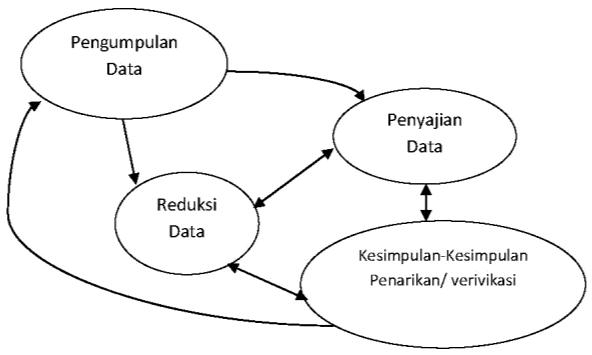 Pengumpulan
Data
Penyajian
Data
Reduksi
Data
Kesimpulan-Kesimpulan
Penarikan/ verivikasi